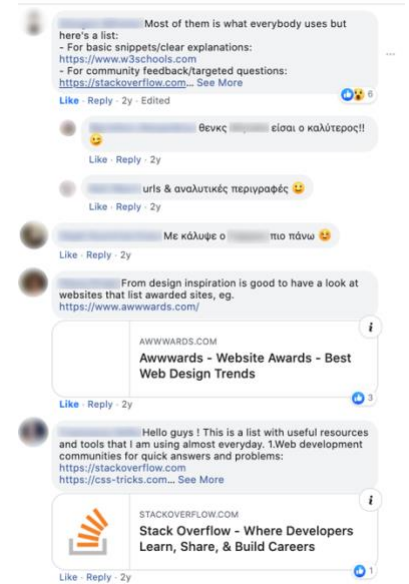 Most of them is what everybody uses but
here's a list:
- For basic snippets/clear explanations:
https://www.w3schools.com
- For community feedback/targeted questions:
https://stackoverflow.com... See More
6
Like · Reply · 2y · Edited
θενκς είσαι ο καλύτερος!!
Like · Reply · 2y
urls & αναλυτικές περιγραφές
Like · Reply · 2y
Με κάλυψε ο πιο πάνω
Like · Reply · 2y
From design inspiration is good to have a look at
websites that list awarded sites, eg.
https://www.awwwards.com/
i
AWWWARDS.COM
Awwwards - Website Awards - Best
Web Design Trends
3
Like · Reply · 2y
Hello guys ! This is a list with useful resources
and tools that I am using almost everyday. 1.Web development
communities for quick answers and problems:
https://stackoverflow.com
https://css-tricks.com... See More
i
STACKOVERFLOW.COM
Stack Overflow - Where Developers
Learn, Share, & Build Careers
1
Like · Reply · 2y